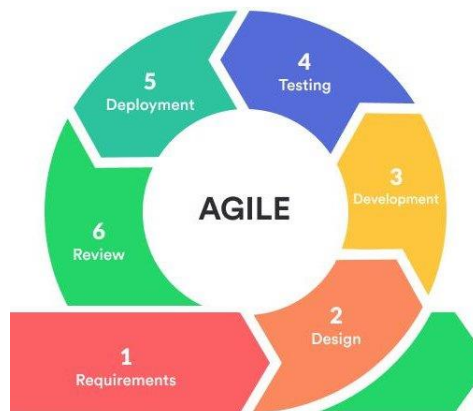 AGILE
1
Requirements
2
Design
3
Development
4
Testing
5
Deployment
6
Review